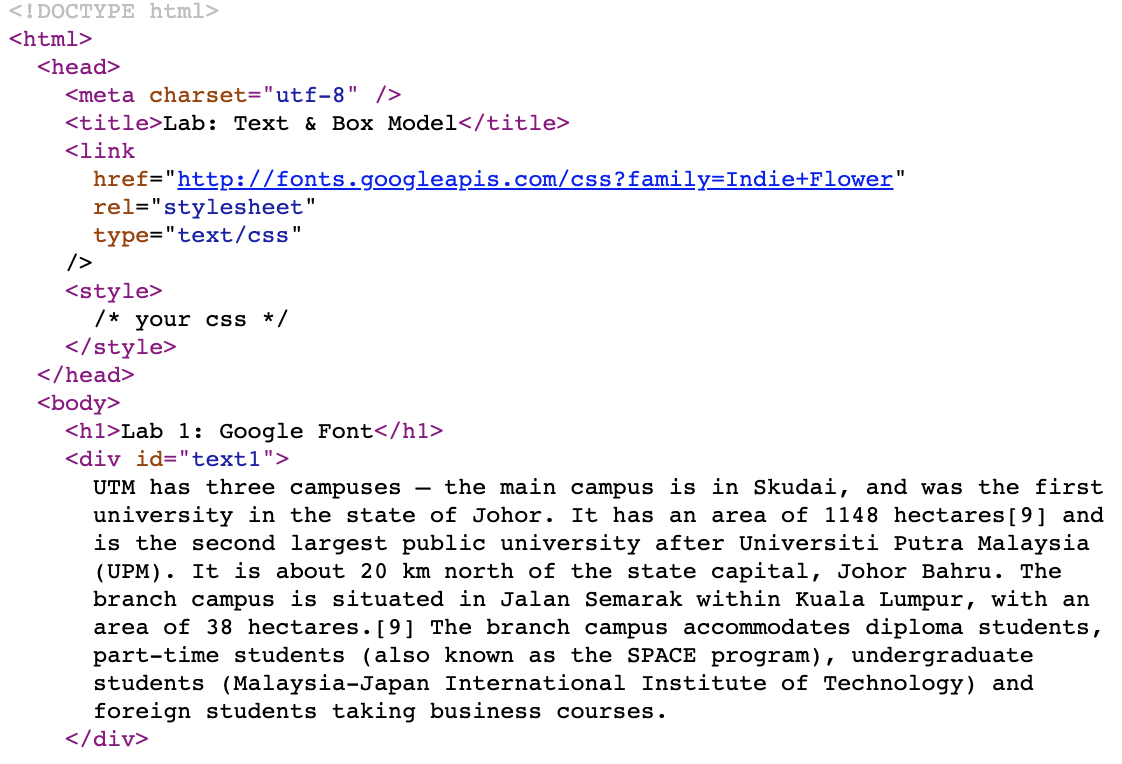 <!DOCTYPE html>
<html>
  <head>
    <meta charset="utf-8" />
    <title>Lab: Text & Box Model</title>
    <link
      href="http://fonts.googleapis.com/css?family=Indie+Flower"
      rel="stylesheet"
      type="text/css"
    />
    <style>
      /* your css */
    </style>
  </head>
  <body>
    <h1>Lab 1: Google Font</h1>
    <div id="text1">
      UTM has three campuses – the main campus is in Skudai, and was the first
      university in the state of Johor. It has an area of 1148 hectares[9] and
      is the second largest public university after Universiti Putra Malaysia
      (UPM). It is about 20 km north of the state capital, Johor Bahru. The
      branch campus is situated in Jalan Semarak within Kuala Lumpur, with an
      area of 38 hectares.[9] The branch campus accommodates diploma students,
      part-time students (also known as the SPACE program), undergraduate
      students (Malaysia-Japan International Institute of Technology) and
      foreign students taking business courses.
    </div>